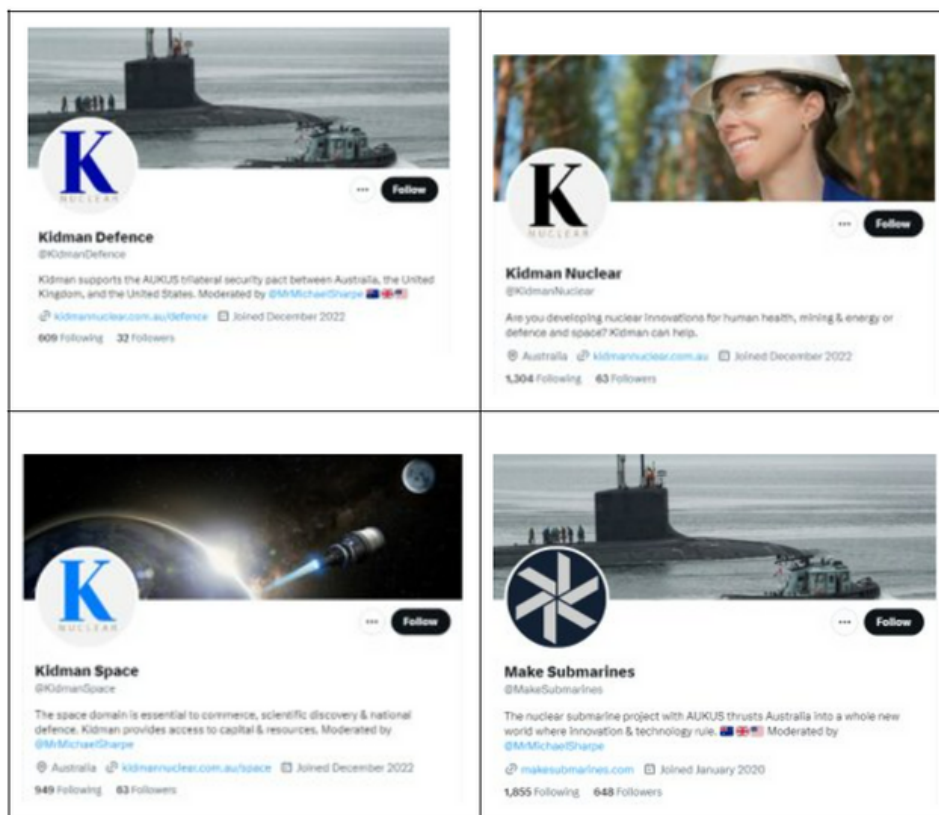 K
NUCLEAR
Follow
Kidman Defence
@KidmanDefence
Kidman supports the AUKUS trilateral security pact between Australia, the United
Kingdom, and the United States. Moderated by @MrMichaelSharpe 🇦🇺🇬🇧🇺🇸
kidmannuclear.com.au/defence Joined December 2022
609 Following 32 Followers
K
NUCLEAR
Follow
Kidman Nuclear
@KidmanNuclear
Are you developing nuclear innovations for human health, mining & energy or
defence and space? Kidman can help.
Australia kidmannuclear.com.au Joined December 2022
1,304 Following 63 Followers
K
NUCLEAR
Follow
Kidman Space
@KidmanSpace
The space domain is essential to commerce, scientific discovery & national
defence. Kidman provides access to capital & resources. Moderated by
@MrMichaelSharpe
Australia kidmannuclear.com.au/space Joined December 2022
949 Following 63 Followers
Follow
Make Submarines
@MakeSubmarines
The nuclear submarine project with AUKUS thrusts Australia into a whole new
world where innovation & technology rule. 🇦🇺🇬🇧🇺🇸 Moderated by
@MrMichaelSharpe
makesubmarines.com Joined January 2020
1,855 Following 648 Followers